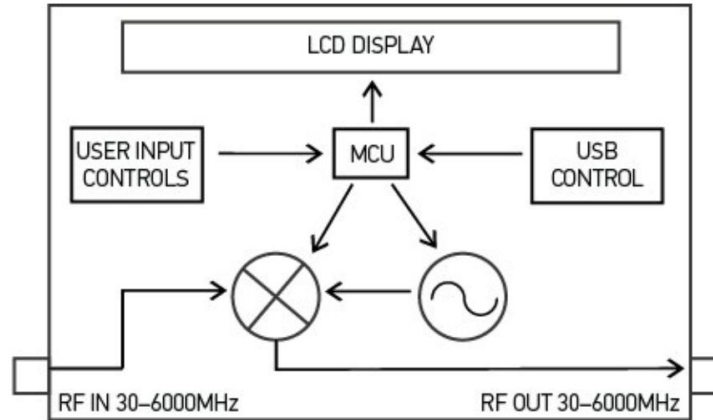 LCD DISPLAY
USER INPUT
CONTROLS
MCU
USB
CONTROL
RF IN 30–6000MHz
RF OUT 30–6000MHz